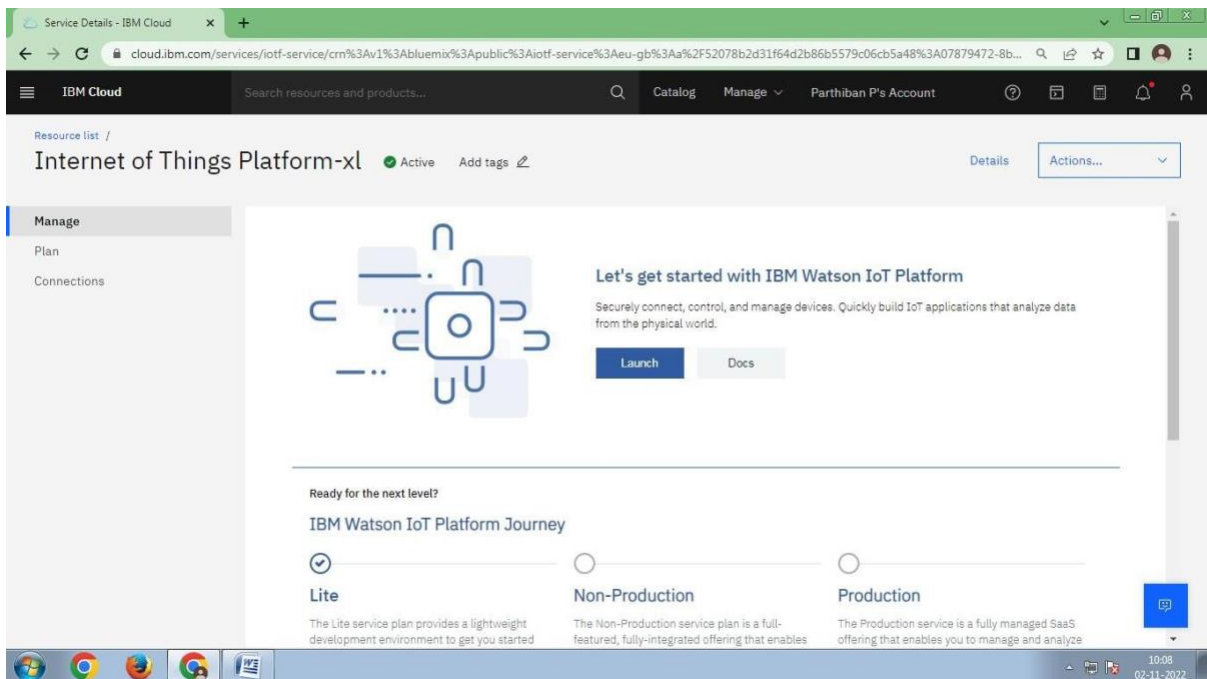 Service Details - IBM Cloud
cloud.ibm.com/services/iotf-service/crn%3Av1%3Abluemix%3Apublic%3Aiotf-service%3Aeu-gb%3Aa%2F52078b2d31f64d2b86b5579c06cb5a48%3A07879472-8b...
IBM Cloud Search resources and products... Catalog Manage Parthiban P's Account
Resource list /
Internet of Things Platform-xl Active Add tags Details Actions...
Manage
Plan
Connections
Let's get started with IBM Watson IoT Platform
Securely connect, control, and manage devices. Quickly build IoT applications that analyze data
from the physical world.
Launch Docs
Ready for the next level?
IBM Watson IoT Platform Journey
Lite Non-Production Production
The Lite service plan provides a lightweight The Non-Production service plan is a full- The Production service is a fully managed SaaS
development environment to get you started featured, fully-integrated offering that enables offering that enables you to manage and analyze
10:08
02-11-2022